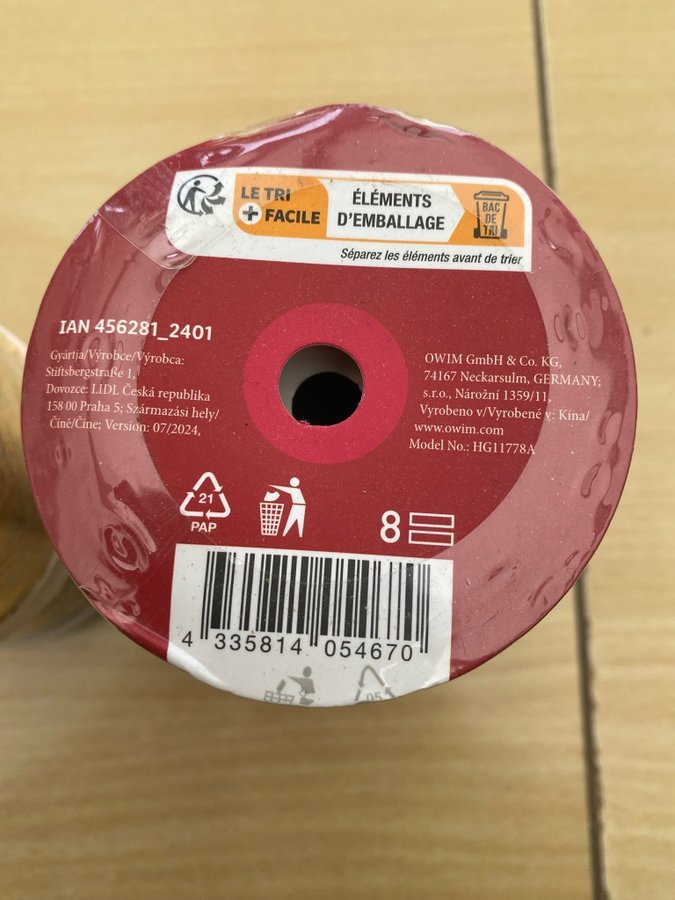 LE TRI
+ FACILE
ÉLÉMENTS
D'EMBALLAGE
BAC
DE
TRI
Séparez les éléments avant de trier
IAN 456281_2401
Gyártja/Výrobce/Výrobca:
Stiftsbergstraße 1,
Dovozce: LIDL Česká republika
158 00 Praha 5; Származási hely/
Číně/Číne; Version: 07/2024,
OWIM GmbH & Co. KG,
74167 Neckarsulm, GERMANY;
s.r.o., Nárožní 1359/11,
Vyrobeno v/Vyrobené v: Kína/
www.owim.com
Model No.: HG11778A
21
PAP
8
4 335814 054670
05